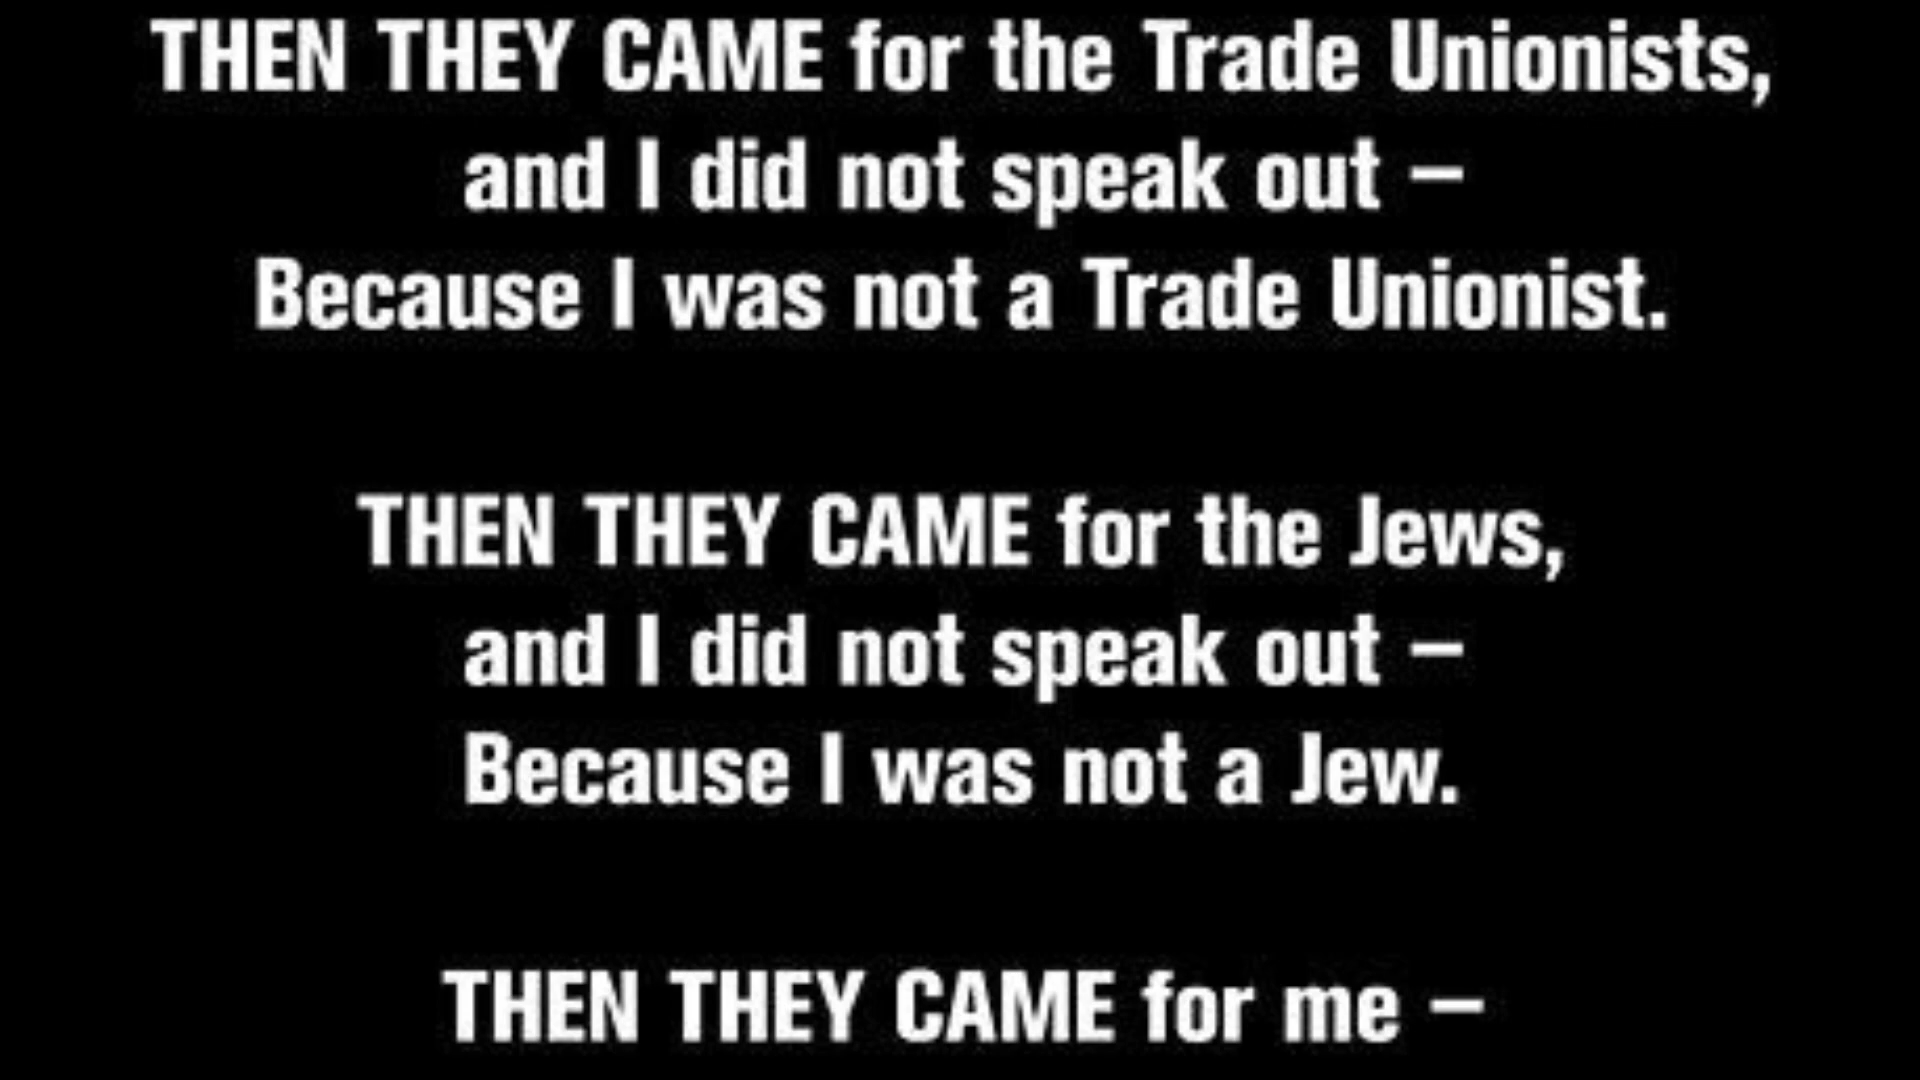 THEN THEY CAME for the Trade Unionists,
and I did not speak out –
Because I was not a Trade Unionist.
THEN THEY CAME for the Jews,
and I did not speak out –
Because I was not a Jew.
THEN THEY CAME for me –